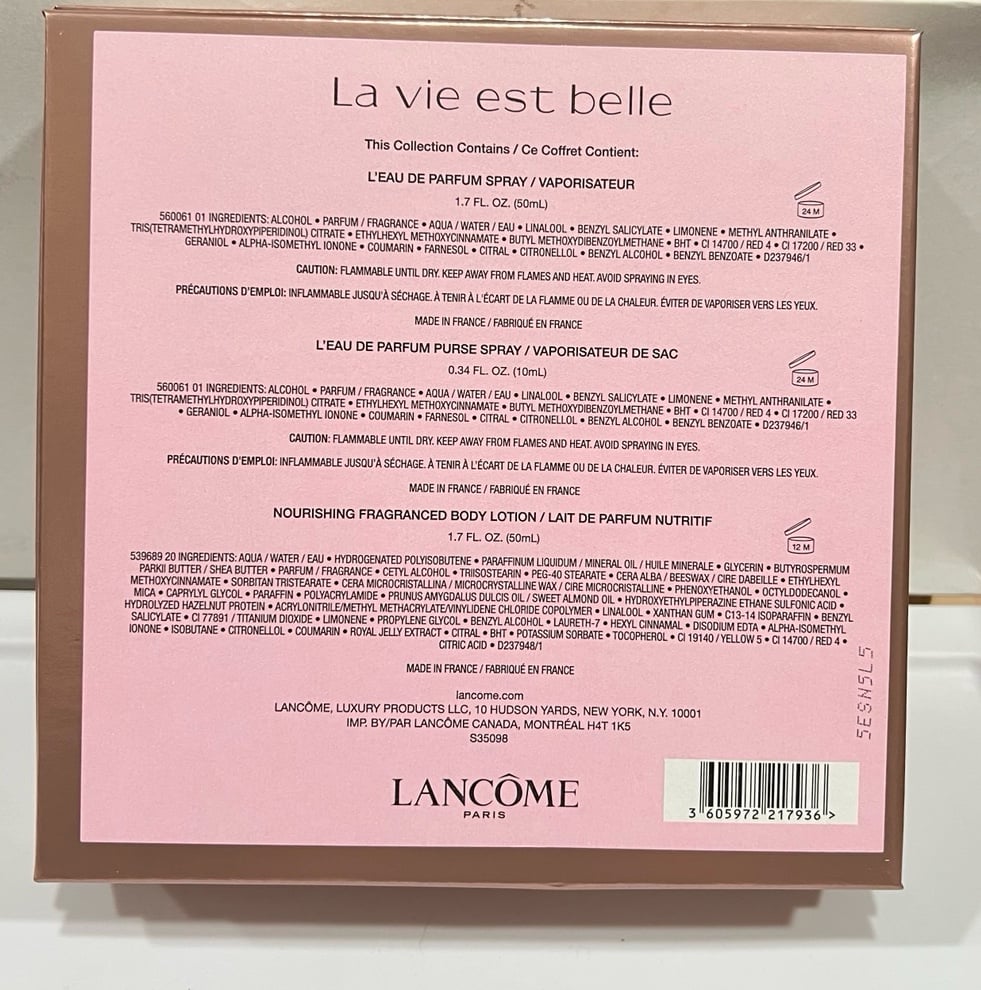 La vie est belle
This Collection Contains / Ce Coffret Contient:
L'EAU DE PARFUM SPRAY / VAPORISATEUR
1.7 FL. OZ. (50mL)
24 M
560061 01 INGREDIENTS: ALCOHOL • PARFUM / FRAGRANCE • AQUA / WATER / EAU • LINALOOL • BENZYL SALICYLATE • LIMONENE • METHYL ANTHRANILATE •
TRIS(TETRAMETHYLHYDROXYPIPERIDINOL) CITRATE • ETHYLHEXYL METHOXYCINNAMATE • BUTYL METHOXYDIBENZOYLMETHANE • BHT • CI 14700 / RED 4 • CI 17200 / RED 33 •
GERANIOL • ALPHA-ISOMETHYL IONONE • COUMARIN • FARNESOL • CITRAL • CITRONELLOL • BENZYL ALCOHOL • BENZYL BENZOATE • D237946/1
CAUTION: FLAMMABLE UNTIL DRY. KEEP AWAY FROM FLAMES AND HEAT. AVOID SPRAYING IN EYES.
PRÉCAUTIONS D'EMPLOI: INFLAMMABLE JUSQU'À SÉCHAGE. À TENIR À L'ÉCART DE LA FLAMME OU DE LA CHALEUR. ÉVITER DE VAPORISER VERS LES YEUX.
MADE IN FRANCE / FABRIQUÉ EN FRANCE
L'EAU DE PARFUM PURSE SPRAY / VAPORISATEUR DE SAC
0.34 FL. OZ. (10mL)
24 M
560061 01 INGREDIENTS: ALCOHOL • PARFUM / FRAGRANCE • AQUA / WATER / EAU • LINALOOL • BENZYL SALICYLATE • LIMONENE • METHYL ANTHRANILATE •
TRIS(TETRAMETHYLHYDROXYPIPERIDINOL) CITRATE • ETHYLHEXYL METHOXYCINNAMATE • BUTYL METHOXYDIBENZOYLMETHANE • BHT • CI 14700 / RED 4 • CI 17200 / RED 33
• GERANIOL • ALPHA-ISOMETHYL IONONE • COUMARIN • FARNESOL • CITRAL • CITRONELLOL • BENZYL ALCOHOL • BENZYL BENZOATE • D237946/1
CAUTION: FLAMMABLE UNTIL DRY. KEEP AWAY FROM FLAMES AND HEAT. AVOID SPRAYING IN EYES.
PRÉCAUTIONS D'EMPLOI: INFLAMMABLE JUSQU'À SÉCHAGE. À TENIR À L'ÉCART DE LA FLAMME OU DE LA CHALEUR. ÉVITER DE VAPORISER VERS LES YEUX.
MADE IN FRANCE / FABRIQUÉ EN FRANCE
NOURISHING FRAGRANCED BODY LOTION / LAIT DE PARFUM NUTRITIF
1.7 FL. OZ. (50mL)
12 M
539689 20 INGREDIENTS: AQUA / WATER / EAU • HYDROGENATED POLYISOBUTENE • PARAFFINUM LIQUIDUM / MINERAL OIL / HUILE MINERALE • GLYCERIN • BUTYROSPERMUM
PARKII BUTTER / SHEA BUTTER • PARFUM / FRAGRANCE • CETYL ALCOHOL • TRIISOSTEARIN • PEG-40 STEARATE • CERA ALBA / BEESWAX / CIRE DABEILLE • ETHYLHEXYL
METHOXYCINNAMATE • SORBITAN TRISTEARATE • CERA MICROCRISTALLINA / MICROCRYSTALLINE WAX / CIRE MICROCRISTALLINE • PHENOXYETHANOL • OCTYLDODECANOL •
MICA • CAPRYLYL GLYCOL • PARAFFIN • POLYACRYLAMIDE • PRUNUS AMYGDALUS DULCIS OIL / SWEET ALMOND OIL • HYDROXYETHYLPIPERAZINE ETHANE SULFONIC ACID •
HYDROLYZED HAZELNUT PROTEIN • ACRYLONITRILE/METHYL METHACRYLATE/VINYLIDENE CHLORIDE COPOLYMER • LINALOOL • XANTHAN GUM • C13-14 ISOPARAFFIN • BENZYL
SALICYLATE • CI 77891 / TITANIUM DIOXIDE • LIMONENE • PROPYLENE GLYCOL • BENZYL ALCOHOL • LAURETH-7 • HEXYL CINNAMAL • DISODIUM EDTA • ALPHA-ISOMETHYL
IONONE • ISOBUTANE • CITRONELLOL • COUMARIN • ROYAL JELLY EXTRACT • CITRAL • BHT • POTASSIUM SORBATE • TOCOPHEROL • CI 19140 / YELLOW 5 • CI 14700 / RED 4 •
CITRIC ACID • D237948/1
MADE IN FRANCE / FABRIQUÉ EN FRANCE
lancome.com
LANCÔME, LUXURY PRODUCTS LLC, 10 HUDSON YARDS, NEW YORK, N.Y. 10001
IMP. BY/PAR LANCÔME CANADA, MONTRÉAL H4T 1K5
S35098
LANCÔME
PARIS
3 605972 217936 >